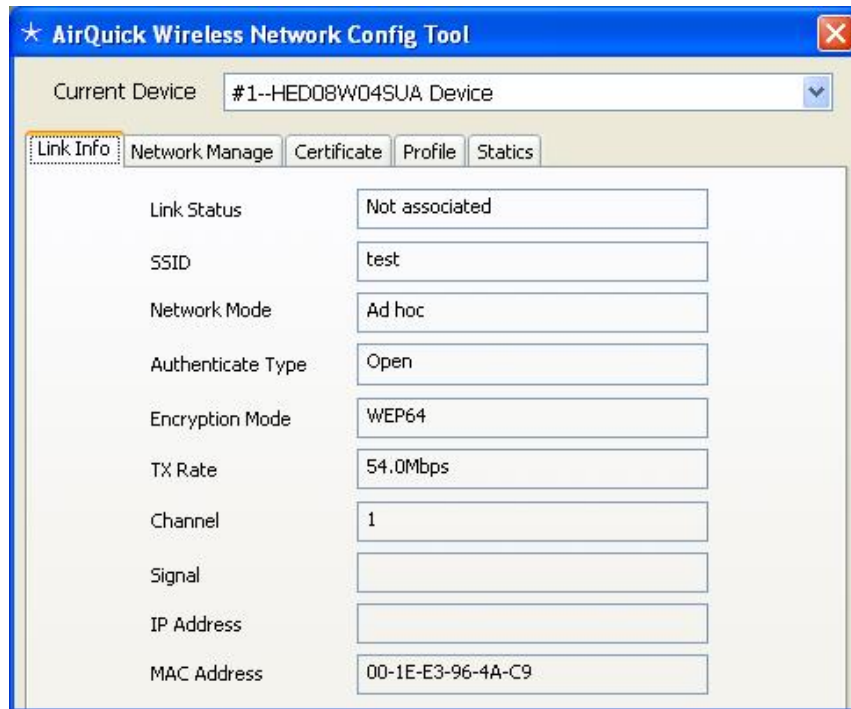 AirQuick Wireless Network Config Tool
Current Device #1--HED08W04SUA Device
Link Info Network Manage Certificate Profile Statics
Link Status Not associated
SSID test
Network Mode Ad hoc
Authenticate Type Open
Encryption Mode WEP64
TX Rate 54.0Mbps
Channel 1
Signal
IP Address
MAC Address 00-1E-E3-96-4A-C9